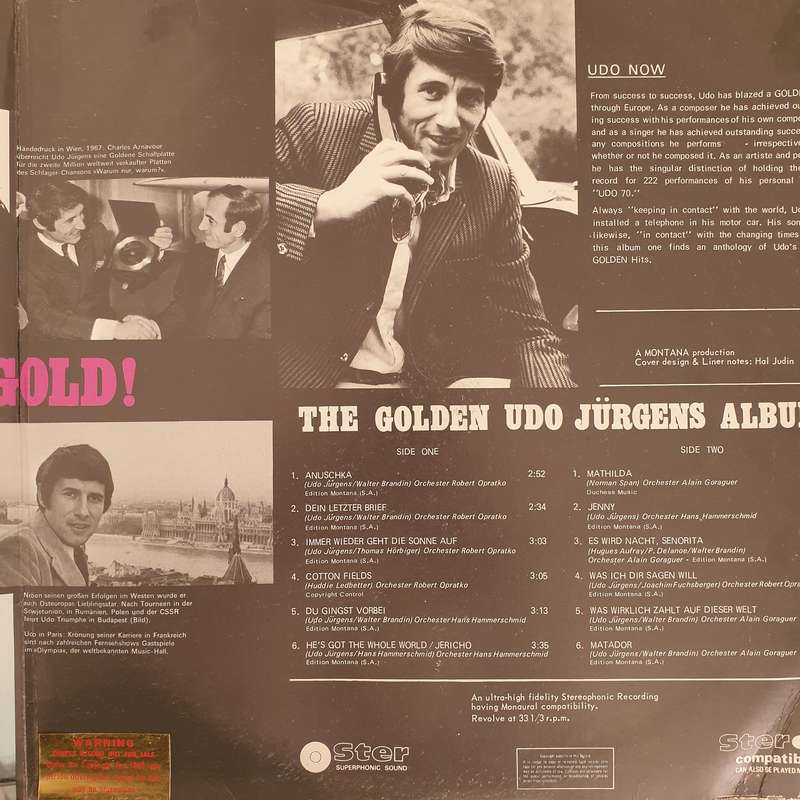 Händedruck in Wien, 1967: Charles Aznavour
überreicht Udo Jürgens eine Goldene Schallplatte
für die zweite Million weltweit verkaufter Platten
des Schlager-Chansons »Warum nur, warum?«.
GOLD!
Neben seinen großen Erfolgen im Westen wurde er
auch Osteuropas Lieblingsstar. Nach Tourneen in der
Sowjetunion, in Rumänien, Polen und der CSSR
feiert Udo Triumphe in Budapest (Bild).
Udo in Paris: Krönung seiner Karriere in Frankreich
sind nach zahlreichen Fernsehshows Gastspiele
im »Olympia«, der weltbekannten Music-Hall.
WARNING
UDO NOW
From success to success, Udo has blazed a GOLDE
through Europe. As a composer he has achieved ou
ing success with his performances of his own compo
and as a singer he has achieved outstanding succe
any compositions he performs - irrespective
whether or not he composed it. As an artiste and pe
he has the singular distinction of holding the
record for 222 performances of his personal
"UDO 70."
Always "keeping in contact" with the world, Ud
installed a telephone in his motor car. His son
likewise, "in contact" with the changing times
this album one finds an anthology of Udo's
GOLDEN Hits.
A MONTANA production
Cover design & Liner notes: Hal Judin
THE GOLDEN UDO JÜRGENS ALBU
SIDE ONE
1. ANUSCHKA 2:52
(Udo Jürgens/Walter Brandin) Orchester Robert Opratko
Edition Montana (S.A.)
2. DEIN LETZTER BRIEF 2:34
(Udo Jürgens/Walter Brandin) Orchester Robert Opratko
Edition Montana (S.A.)
3. IMMER WIEDER GEHT DIE SONNE AUF 3:03
(Udo Jürgens/Thomas Hörbiger) Orchester Robert Opratko
Edition Montana (S.A.)
4. COTTON FIELDS 3:05
(Huddie Ledbetter) Orchester Robert Opratko
Copyright Control
5. DU GINGST VORBEI 3:13
(Udo Jürgens/Walter Brandin) Orchester Hans Hammerschmid
Edition Montana (S.A.)
6. HE'S GOT THE WHOLE WORLD / JERICHO 3:35
(Udo Jürgens/Hans Hammerschmid) Orchester Hans Hammerschmid
Edition Montana (S.A.)
SIDE TWO
1. MATHILDA
(Norman Span) Orchester Alain Goraguer
Duchess Music
2. JENNY
(Udo Jürgens) Orchester Hans Hammerschmid
Edition Montana (S.A.)
3. ES WIRD NACHT, SENORITA
(Hugues Aufray/P. Delanoe/Walter Brandin)
Orchester Alain Goraguer - Edition Montana (S.A.)
4. WAS ICH DIR SAGEN WILL
(Udo Jürgens/Joachim Fuchsberger) Orchester Robert Opra
Edition Montana (S.A.)
5. WAS WIRKLICH ZAHLT AUF DIESER WELT
(Udo Jürgens/Walter Brandin) Orchester Alain Goraguer
Edition Montana (S.A.)
6. MATADOR
(Udo Jürgens/Walter Brandin) Orchester Alain Goraguer
Edition Montana (S.A.)
An ultra-high fidelity Stereophonic Recording
having Monaural compatibility.
Revolve at 33 1/3 r.p.m.
Ster
SUPERPHONIC SOUND
ster
compatib
CAN ALSO BE PLAYED M